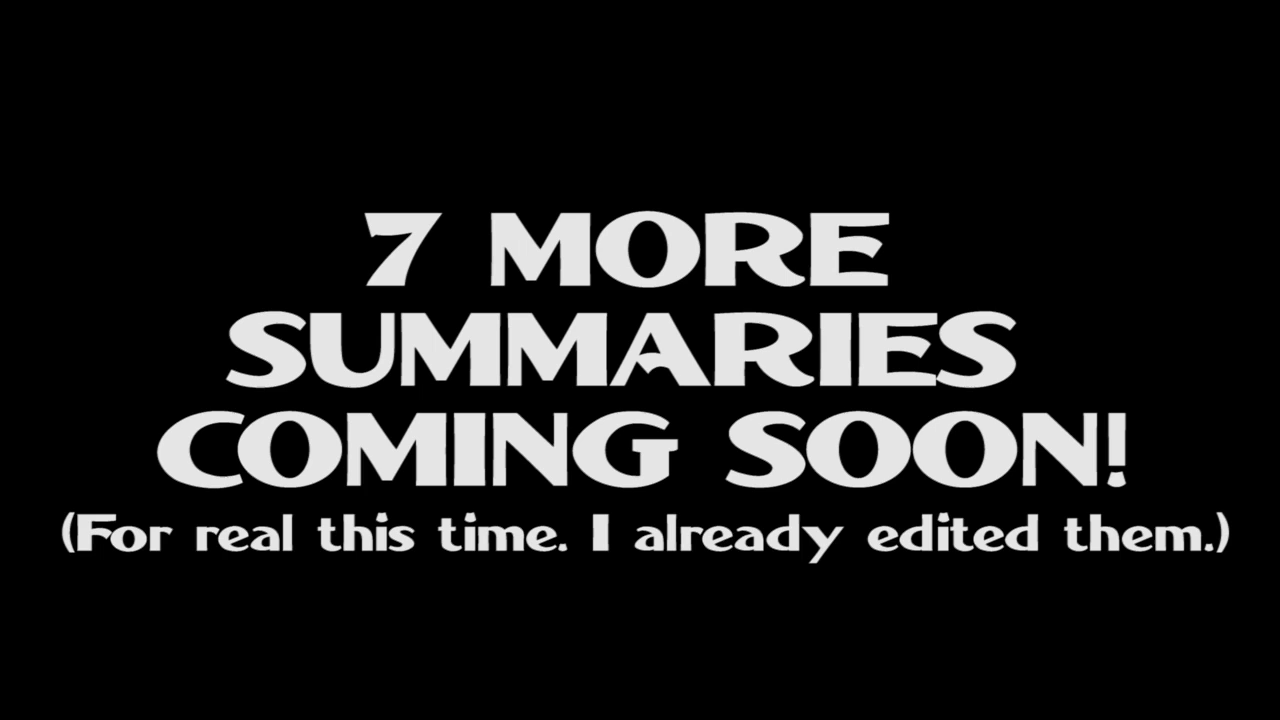 7 MORE
SUMMARIES
COMING SOON!
(For real this time. I already edited them.)